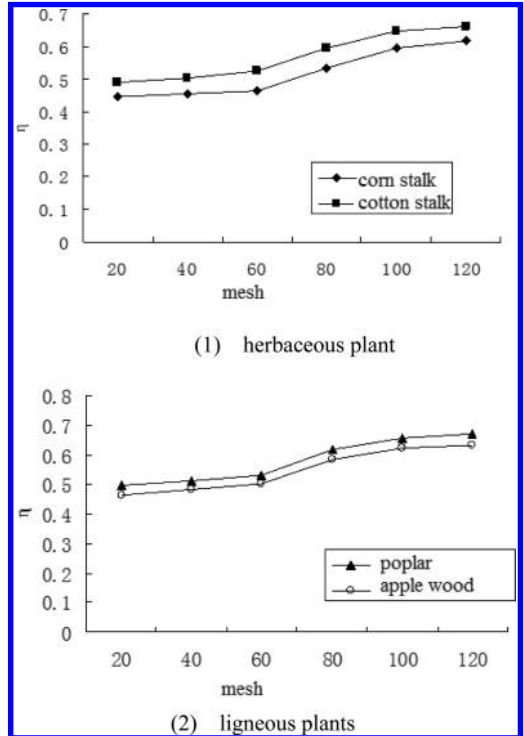 0.7
0.6
0.5
0.4
0.3
0.2
0.1
0
η
corn stalk
cotton stalk
20 40 60 80 100 120
mesh
(1) herbaceous plant
0.8
0.7
0.6
0.5
0.4
0.3
0.2
0.1
0
η
poplar
apple wood
20 40 60 80 100 120
mesh
(2) ligneous plants